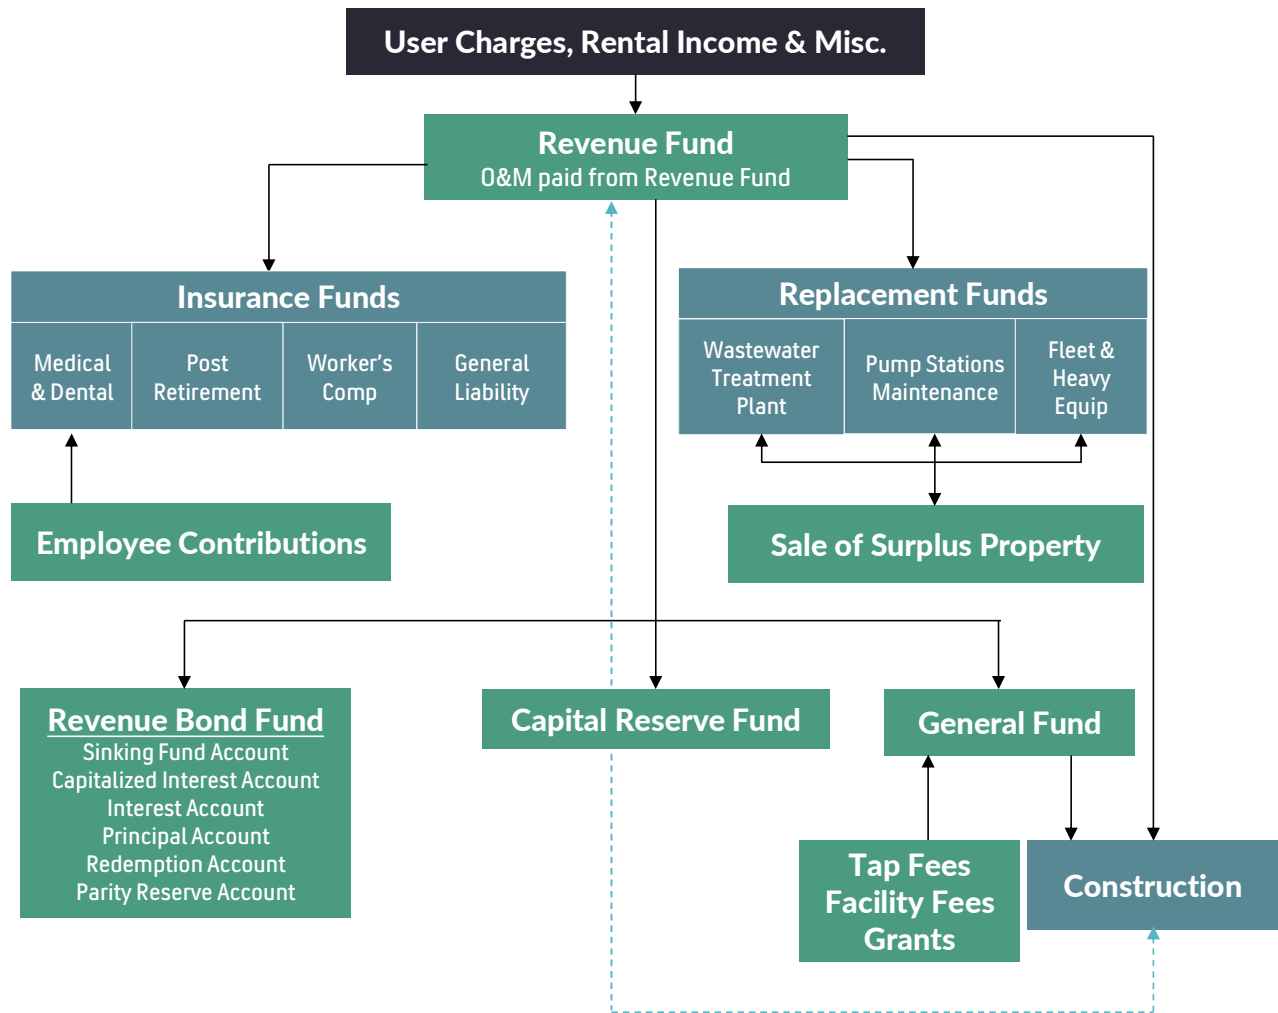 User Charges, Rental Income & Misc.
Revenue Fund
O&M paid from Revenue Fund
Insurance Funds
Medical
& Dental
Post
Retirement
Worker's
Comp
General
Liability
Replacement Funds
Wastewater
Treatment
Plant
Pump Stations
Maintenance
Fleet &
Heavy
Equip
Employee Contributions
Sale of Surplus Property
Revenue Bond Fund
Sinking Fund Account
Capitalized Interest Account
Interest Account
Principal Account
Redemption Account
Parity Reserve Account
Capital Reserve Fund
General Fund
Tap Fees
Facility Fees
Grants
Construction